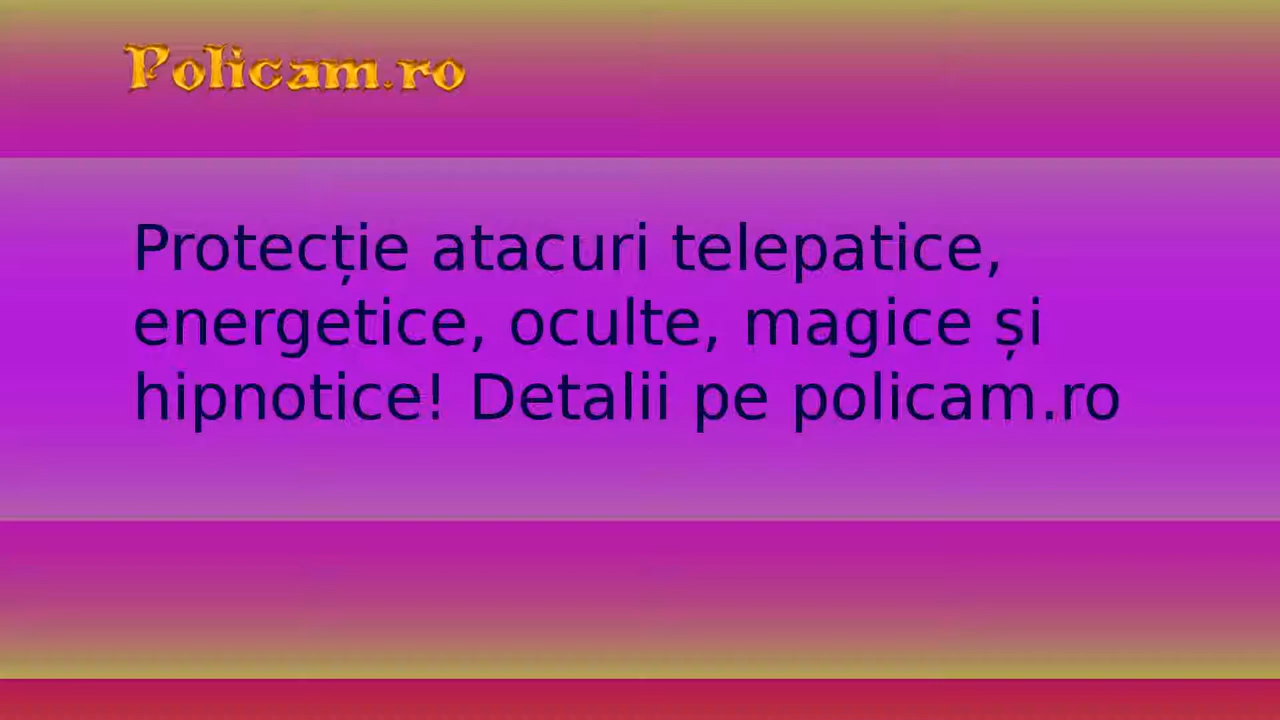 Policam.ro
Protecție atacuri telepatice,
energetice, oculte, magice și
hipnotice! Detalii pe policam.ro